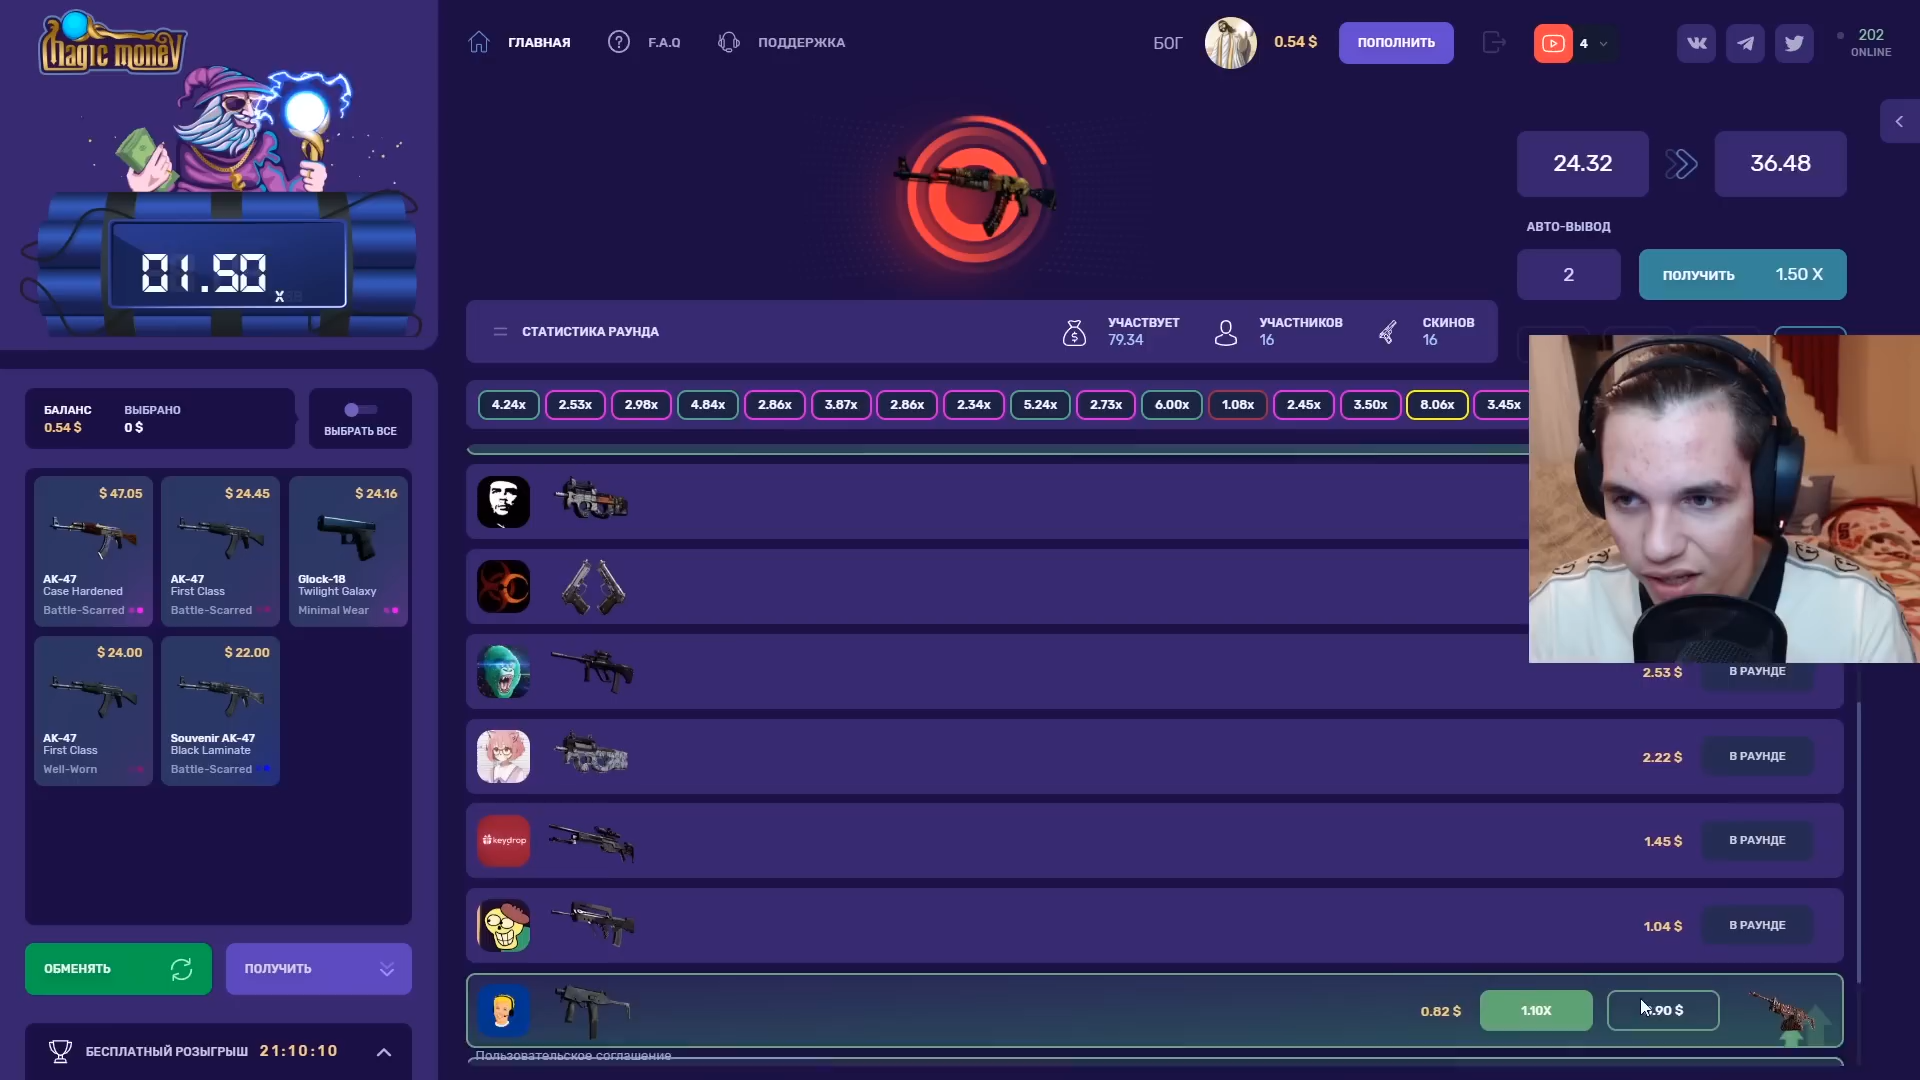 Magic money
ГЛАВНАЯ
F.A.Q
ПОДДЕРЖКА
БОГ
0.54 $
ПОПОЛНИТЬ
4
202
ONLINE
01.50
x
24.32
36.48
АВТО-ВЫВОД
2
ПОЛУЧИТЬ 1.50 X
СТАТИСТИКА РАУНДА
УЧАСТВУЕТ
79.34
УЧАСТНИКОВ
16
СКИНОВ
16
4.24x 2.53x 2.98x 4.84x 2.86x 3.87x 2.86x 2.34x 5.24x 2.73x 6.00x 1.08x 2.45x 3.50x 8.06x 3.45x
БАЛАНС
0.54 $
ВЫБРАНО
0 $
ВЫБРАТЬ ВСЕ
$ 47.05
AK-47
Case Hardened
Battle-Scarred
$ 24.45
AK-47
First Class
Battle-Scarred
$ 24.16
Glock-18
Twilight Galaxy
Minimal Wear
$ 24.00
AK-47
First Class
Well-Worn
$ 22.00
Souvenir AK-47
Black Laminate
Battle-Scarred
ОБМЕНЯТЬ
ПОЛУЧИТЬ
БЕСПЛАТНЫЙ РОЗЫГРЫШ 21:10:10
2.53 $ В РАУНДЕ
2.22 $ В РАУНДЕ
keydrop
1.45 $ В РАУНДЕ
1.04 $ В РАУНДЕ
0.82 $ 1.10X .90 $
Пользовательское соглашение